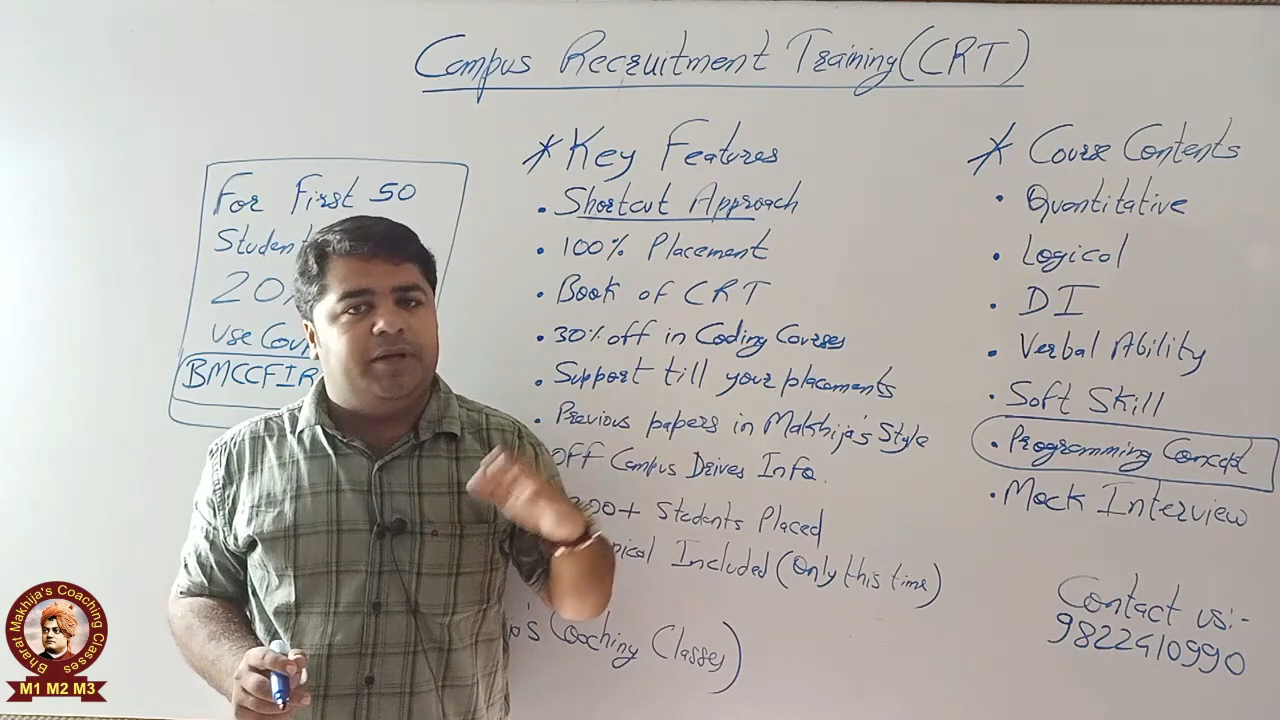 Campus Recruitment Training (CRT)
For First 50
20%
Use
* Key Features
• Shortcut Approach
• 100% Placement
• Book of CRT
• 30% off in Coding Courses
• Support till your placements
• Previous papers in Makhija's Style
Off Campus Drives Info.
Students Placed
Included (Only this time)
Coaching Classes)
* Course Contents
• Quantitative
• Logical
• DI
• Verbal Ability
• Soft Skill
• Programming Concept
• Mock Interview
Contact us:-
9822410990
Bharat Makhija's Coaching Classes
M1 M2 M3